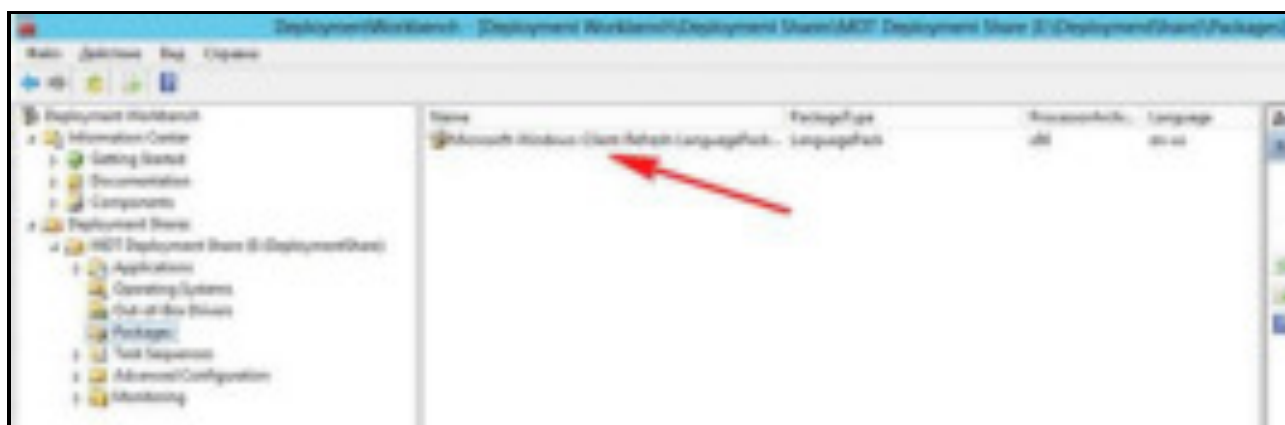 DeploymentWorkbench - [Deployment Workbench\Deployment Shares\MDT Deployment Share (E:\DeploymentShare)\Packages]
Файл Действие Вид Справка
Deployment Workbench
Information Center
Getting Started
Documentation
Components
Deployment Shares
MDT Deployment Share (E:\DeploymentShare)
Applications
Operating Systems
Out-of-Box Drivers
Packages
Task Sequences
Advanced Configuration
Monitoring
Name PackageType ProcessorArchi... Language
Microsoft-Windows-Client-Refresh-LanguagePack... LanguagePack